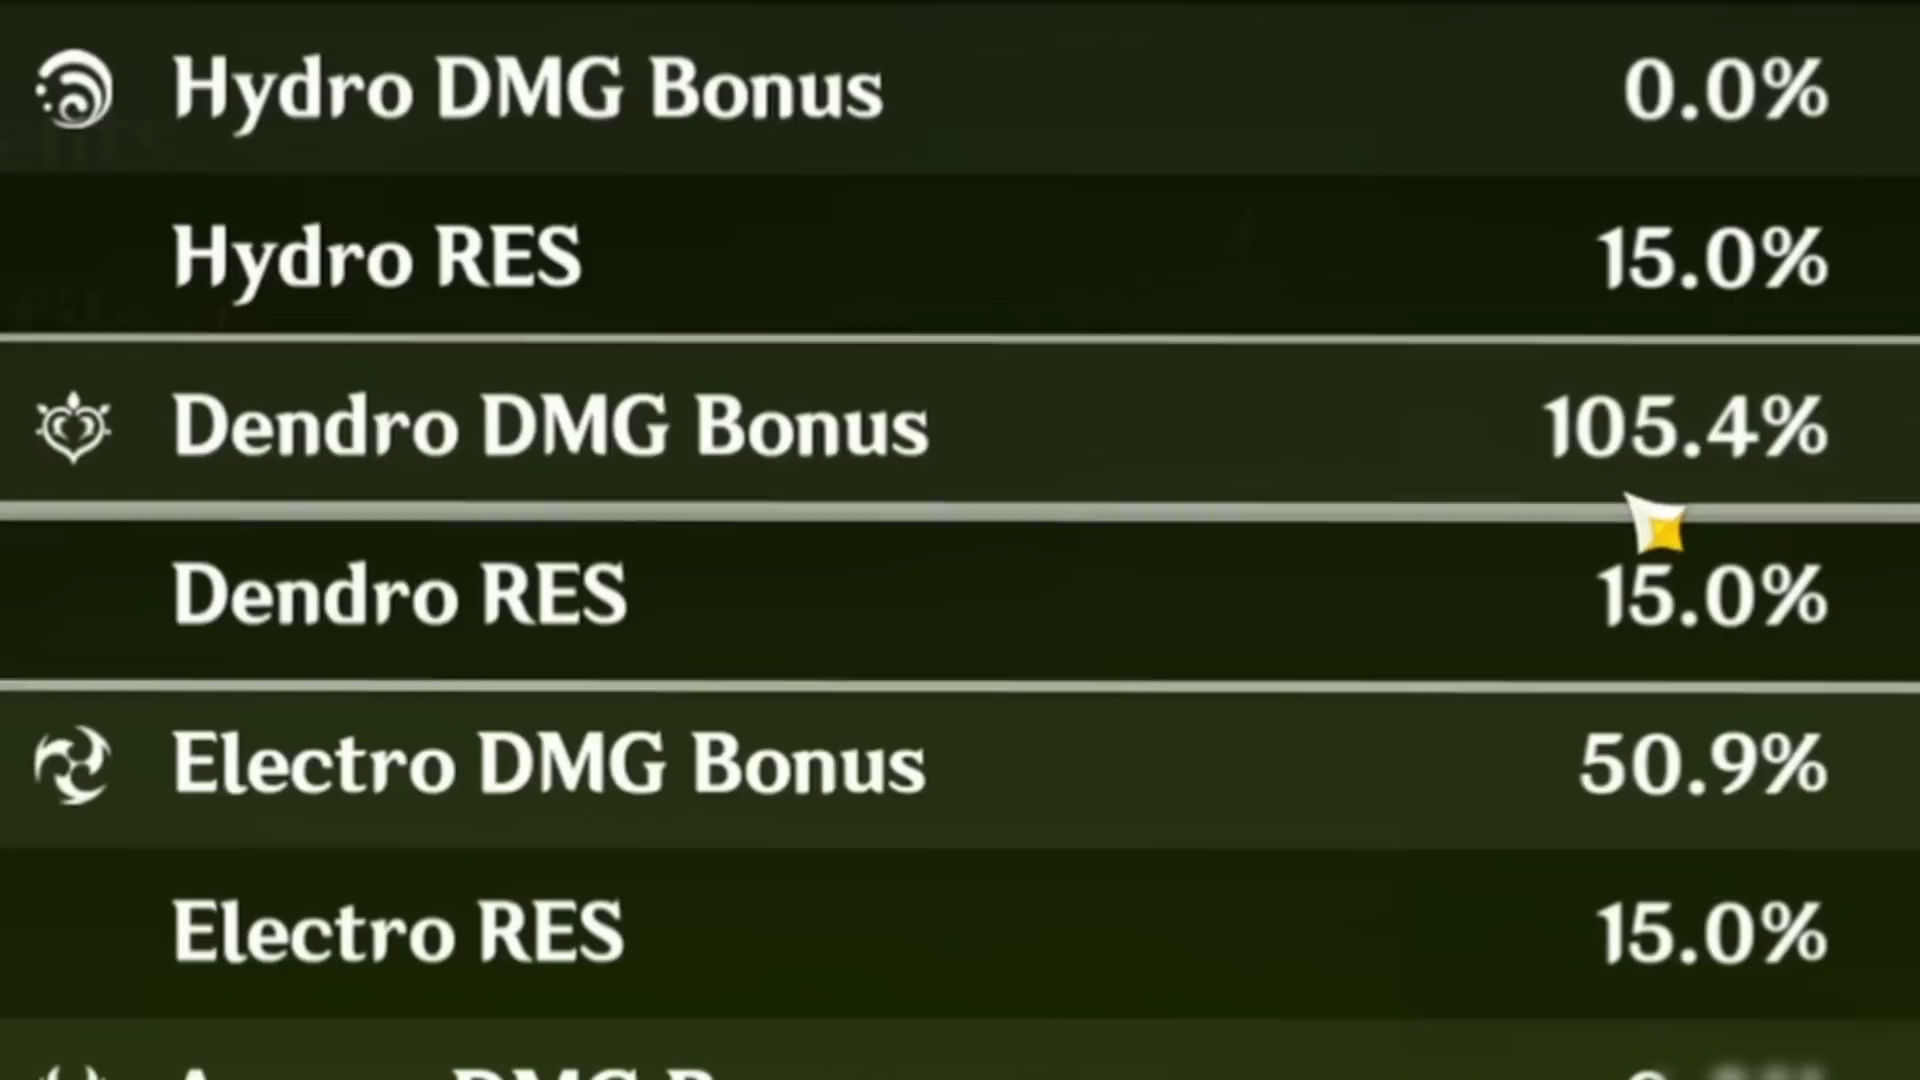 Hydro DMG Bonus 0.0%
Hydro RES 15.0%
Dendro DMG Bonus 105.4%
Dendro RES 15.0%
Electro DMG Bonus 50.9%
Electro RES 15.0%
DMG